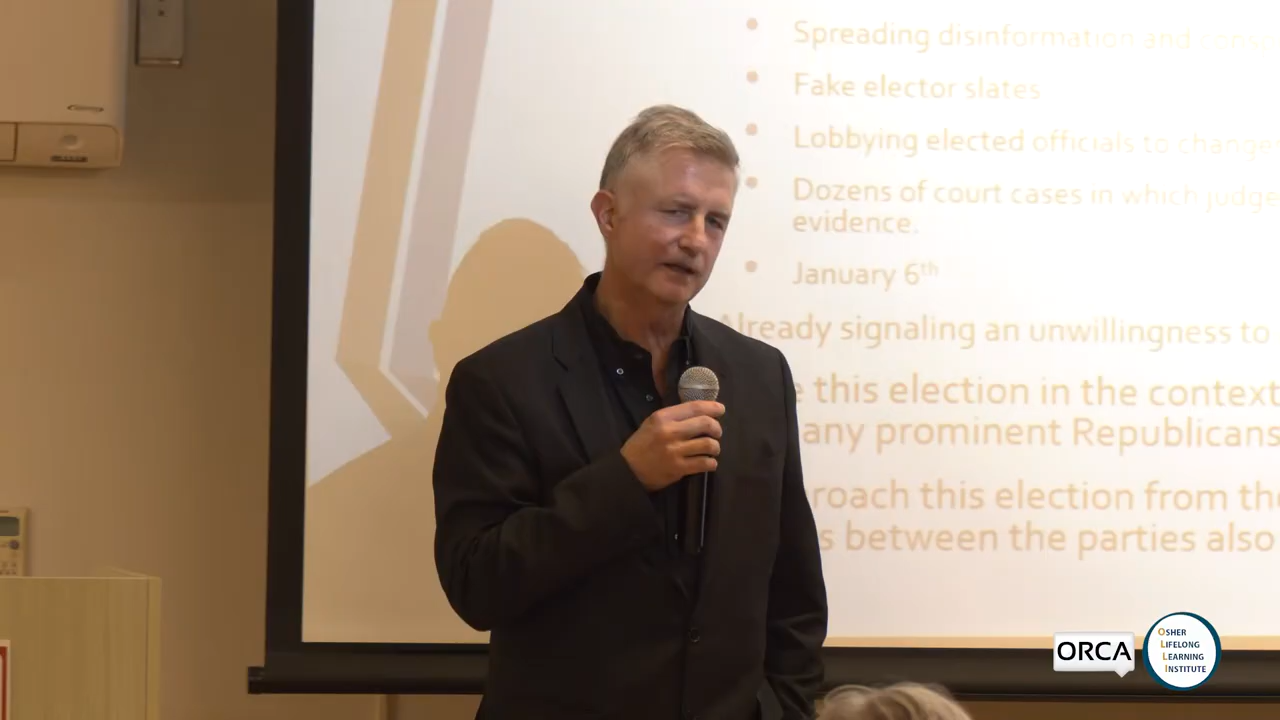 Spreading disinformation and
Fake elector slates
Lobbying elected officials to change
Dozens of court cases in which judge
evidence.
January 6th
Already signaling an unwillingness to
this election in the context
any prominent Republicans
roach this election from the
s between the parties also
ORCA
OSHER
LIFELONG
LEARNING
INSTITUTE